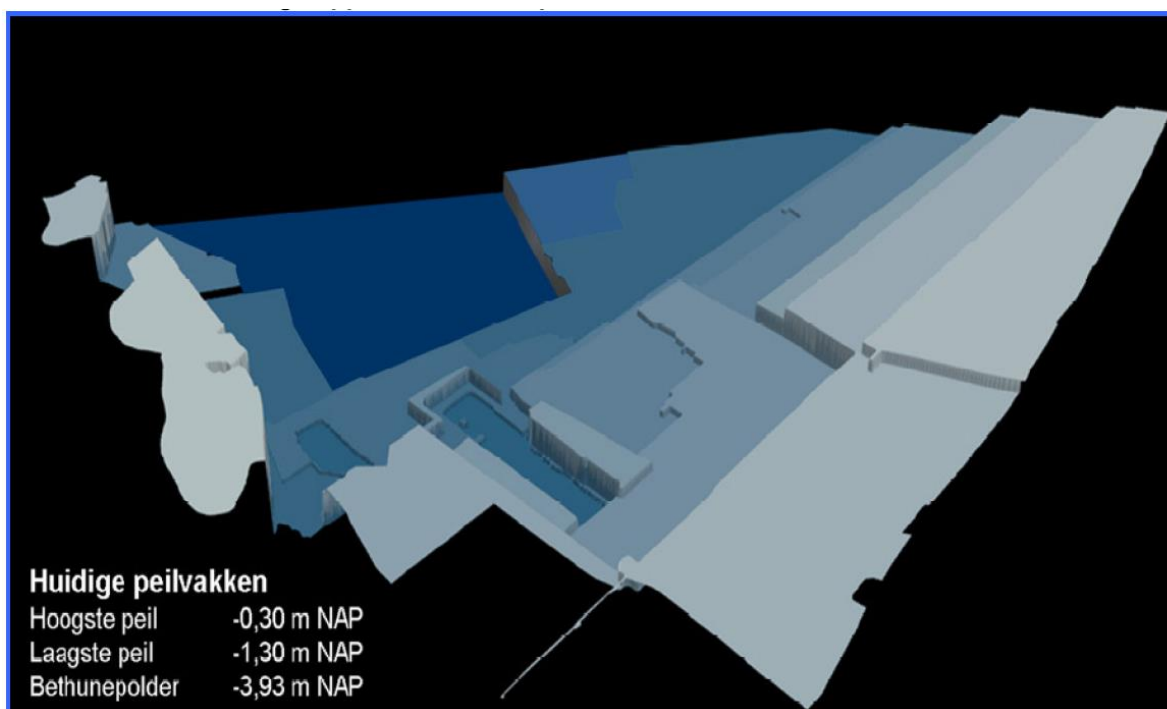 Huidige peilvakken
Hoogste peil -0,30 m NAP
Laagste peil -1,30 m NAP
Bethunepolder -3,93 m NAP